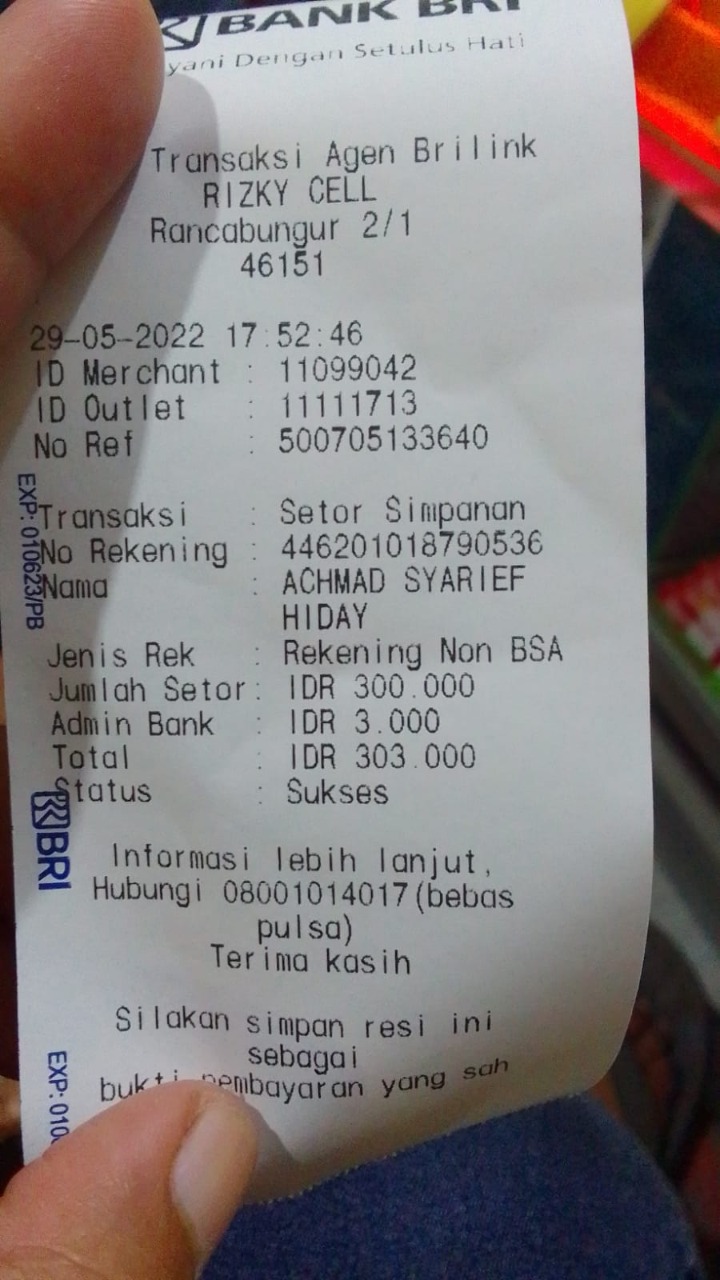 BANK BRI
yani Dengan Setulus Hati
Transaksi Agen Brilink
RIZKY CELL
Rancabungur 2/1
46151
29-05-2022 17:52:46
ID Merchant : 11099042
ID Outlet : 11111713
No Ref : 500705133640
Transaksi : Setor Simpanan
No Rekening : 446201018790536
Nama : ACHMAD SYARIEF
HIDAY
Jenis Rek : Rekening Non BSA
Jumlah Setor: IDR 300.000
Admin Bank : IDR 3.000
Total : IDR 303.000
Status : Sukses
Informasi lebih lanjut,
Hubungi 08001014017(bebas
pulsa)
Terima kasih
Silakan simpan resi ini
sebagai
bukti pembayaran yang sah
EXP: 010623/PB
BRI
EXP: 010